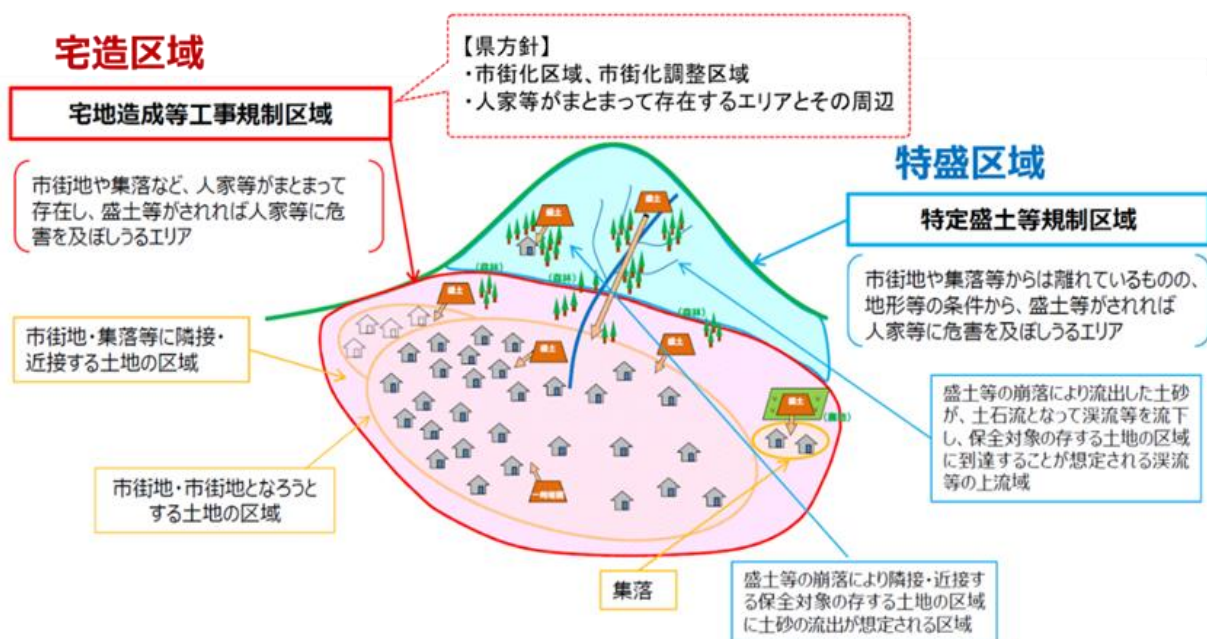 宅造区域
宅地造成等工事規制区域
市街地や集落など、人家等がまとまって
存在し、盛土等がされれば人家等に危
害を及ぼしうるエリア
【県方針】
・市街化区域、市街化調整区域
・人家等がまとまって存在するエリアとその周辺
特盛区域
特定盛土等規制区域
市街地や集落等からは離れているものの、
地形等の条件から、盛土等がされれば
人家等に危害を及ぼしうるエリア
盛土
盛土
(森林)
(森林)
(森林)
(森林)
盛土
盛土
盛土
盛土
(農地)
市街地・集落等に隣接・
近接する土地の区域
市街地・市街地となろうと
する土地の区域
集落
盛土等の崩落により流出した土砂
が、土石流となって渓流等を流下
し、保全対象の存する土地の区域
に到達することが想定される渓流
等の上流域
盛土等の崩落により隣接・近接す
る保全対象の存する土地の区域
に土砂の流出が想定される区域